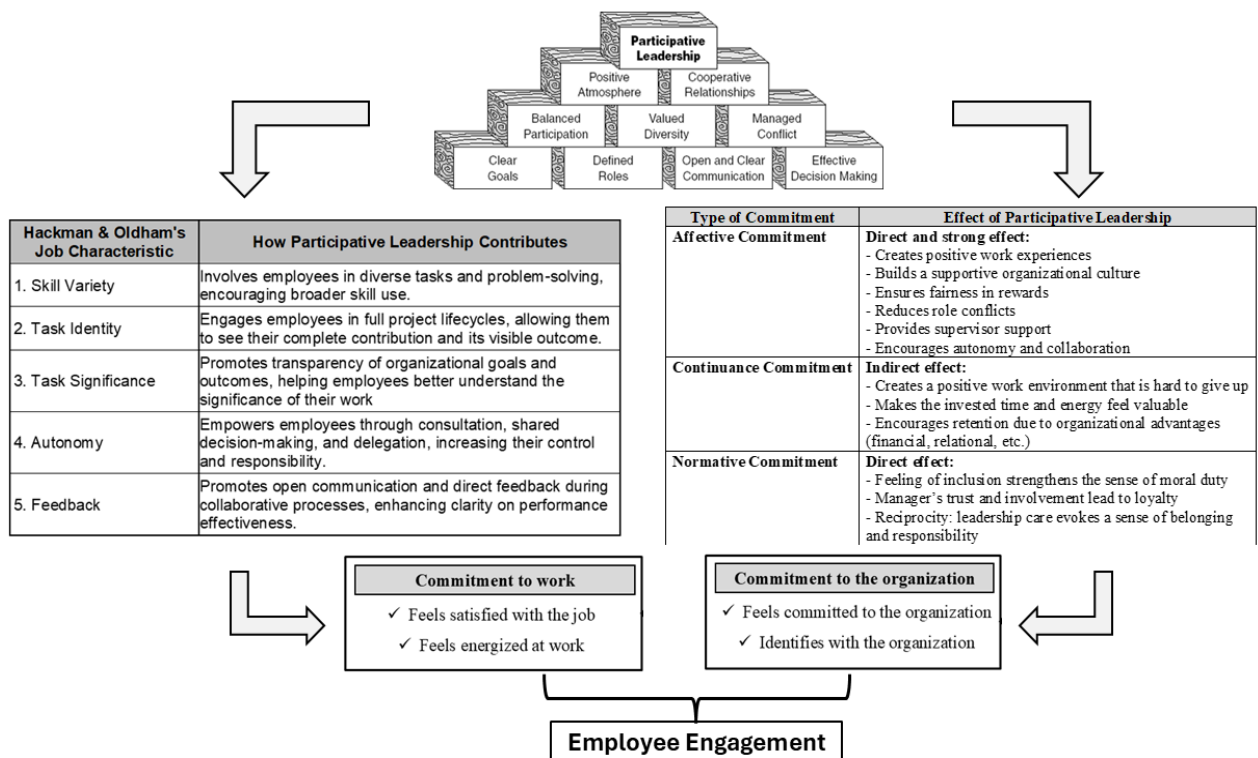 Participative
Leadership
Positive
Atmosphere
Cooperative
Relationships
Balanced
Participation
Valued
Diversity
Managed
Conflict
Clear
Goals
Defined
Roles
Open and Clear
Communication
Effective
Decision Making
Hackman & Oldham's
Job Characteristic
How Participative Leadership Contributes
1. Skill Variety
Involves employees in diverse tasks and problem-solving,
encouraging broader skill use.
2. Task Identity
Engages employees in full project lifecycles, allowing them
to see their complete contribution and its visible outcome.
3. Task Significance
Promotes transparency of organizational goals and
outcomes, helping employees better understand the
significance of their work
4. Autonomy
Empowers employees through consultation, shared
decision-making, and delegation, increasing their control
and responsibility.
5. Feedback
Promotes open communication and direct feedback during
collaborative processes, enhancing clarity on performance
effectiveness.
Type of Commitment
Effect of Participative Leadership
Affective Commitment
Direct and strong effect:
- Creates positive work experiences
- Builds a supportive organizational culture
- Ensures fairness in rewards
- Reduces role conflicts
- Provides supervisor support
- Encourages autonomy and collaboration
Continuance Commitment
Indirect effect:
- Creates a positive work environment that is hard to give up
- Makes the invested time and energy feel valuable
- Encourages retention due to organizational advantages
(financial, relational, etc.)
Normative Commitment
Direct effect:
- Feeling of inclusion strengthens the sense of moral duty
- Manager's trust and involvement lead to loyalty
- Reciprocity: leadership care evokes a sense of belonging
and responsibility
Commitment to work
✓ Feels satisfied with the job
✓ Feels energized at work
Commitment to the organization
✓ Feels committed to the organization
✓ Identifies with the organization
Employee Engagement